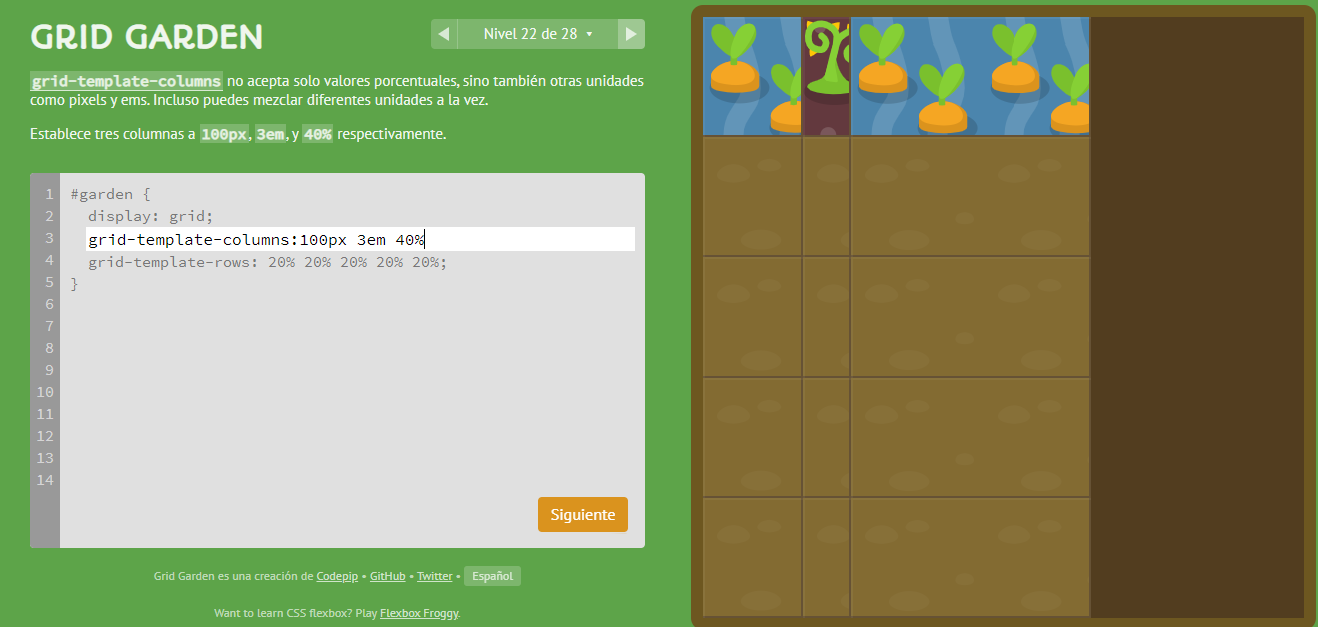 GRID GARDEN
Nivel 22 de 28
grid-template-columns no acepta solo valores porcentuales, sino también otras unidades
como pixels y ems. Incluso puedes mezclar diferentes unidades a la vez.
Establece tres columnas a 100px, 3em, y 40% respectivamente.
1 #garden {
2 display: grid;
3 grid-template-columns:100px 3em 40%
4 grid-template-rows: 20% 20% 20% 20% 20%;
5 }
6
7
8
9
10
11
12
13
14
Siguiente
Grid Garden es una creación de Codepip • GitHub • Twitter • Español
Want to learn CSS flexbox? Play Flexbox Froggy.